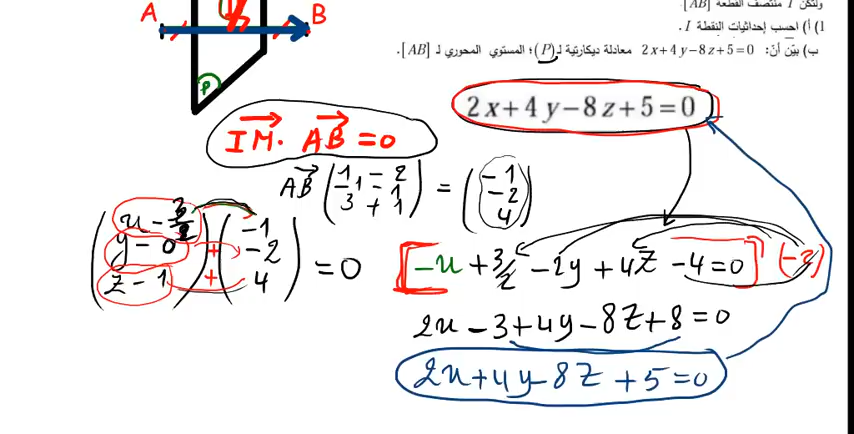 ولتكن I منتصف القطعة [AB].
1) أ) احسب إحداثيات النقطة I.
ب) بيّن أنّ: 2x+4y−8z+5=0 معادلة ديكارتية لـ (P)؛ المستوي المحوري لـ [AB].
A B
P
2x+4y−8z+5=0
IM→ . AB→ = 0
AB→ (1 − 2
−1 − 1
3 + 1) = (−1
−2
4)
(x − 3/2
y − 0
z − 1) (−1
−2
4) = 0
+
+
[−x + 3/2 − 2y + 4z − 4 = 0] (−2)
2x − 3 + 4y − 8z + 8 = 0
2x + 4y − 8z + 5 = 0